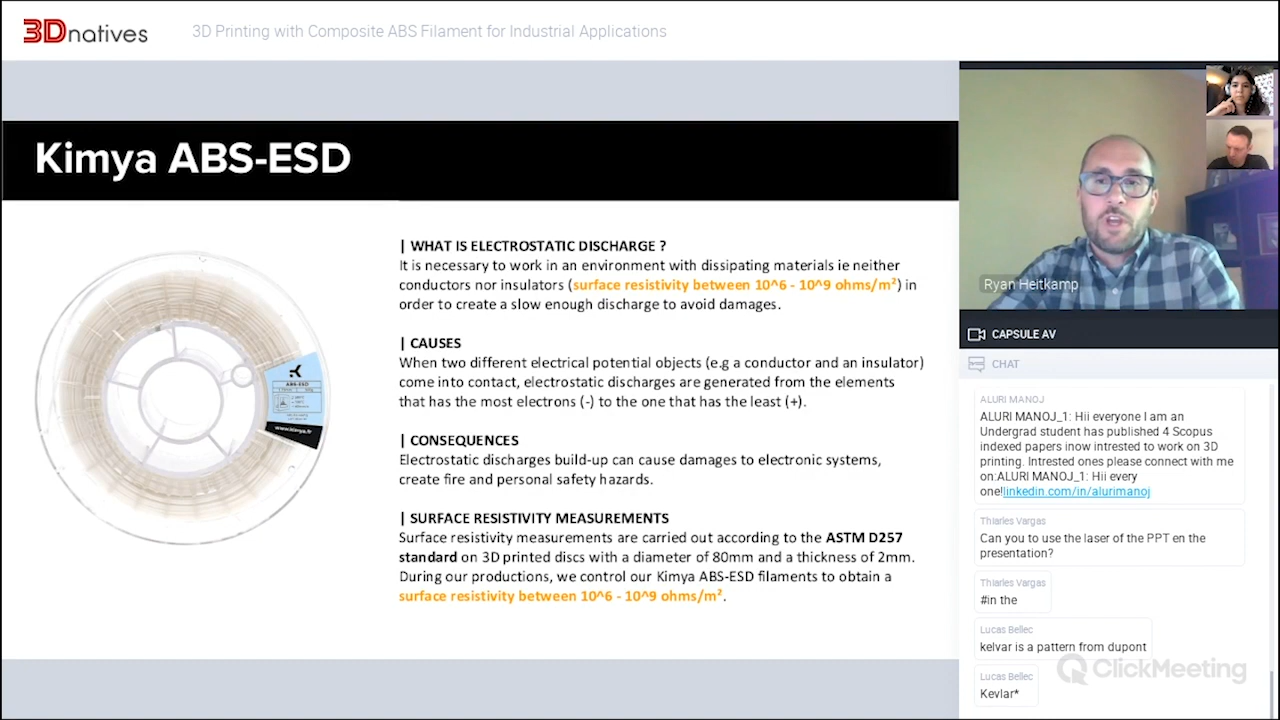 3Dnatives
3D Printing with Composite ABS Filament for Industrial Applications
Kimya ABS-ESD
| WHAT IS ELECTROSTATIC DISCHARGE ?
It is necessary to work in an environment with dissipating materials ie neither
conductors nor insulators (surface resistivity between 10^6 - 10^9 ohms/m²) in
order to create a slow enough discharge to avoid damages.
| CAUSES
When two different electrical potential objects (e.g a conductor and an insulator)
come into contact, electrostatic discharges are generated from the elements
that has the most electrons (-) to the one that has the least (+).
| CONSEQUENCES
Electrostatic discharges build-up can cause damages to electronic systems,
create fire and personal safety hazards.
| SURFACE RESISTIVITY MEASUREMENTS
Surface resistivity measurements are carried out according to the ASTM D257
standard on 3D printed discs with a diameter of 80mm and a thickness of 2mm.
During our productions, we control our Kimya ABS-ESD filaments to obtain a
surface resistivity between 10^6 - 10^9 ohms/m².
ABS-ESD
www.kimya.fr
Ryan Heitkamp
CAPSULE AV
CHAT
ALURI MANOJ
ALURI MANOJ_1: Hii everyone I am an
Undergrad student has published 4 Scopus
indexed papers inow intrested to work on 3D
printing. Intrested ones please connect with me
on:ALURI MANOJ_1: Hii every
one!linkedin.com/in/alurimanoj
Thiarles Vargas
Can you to use the laser of the PPT en the
presentation?
Thiarles Vargas
#in the
Lucas Bellec
kelvar is a pattern from dupont
Lucas Bellec
Kevlar*
ClickMeeting